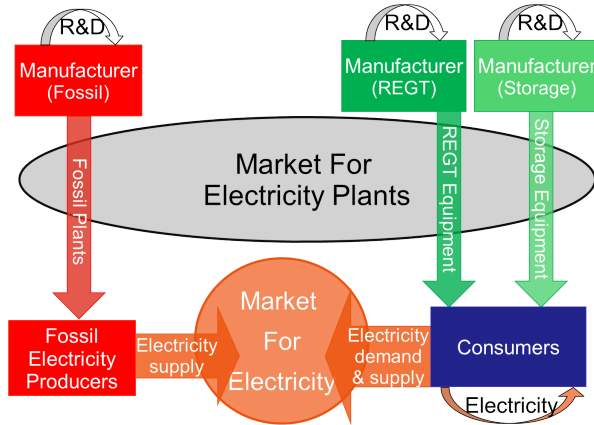 R&D
R&D
R&D
Manufacturer
(Fossil)
Manufacturer
(REGT)
Manufacturer
(Storage)
Market For
Electricity Plants
Fossil Plants
REGT Equipment
Storage Equipment
Fossil
Electricity
Producers
Electricity
supply
Market
For
Electricity
Electricity
demand
& supply
Consumers
Electricity